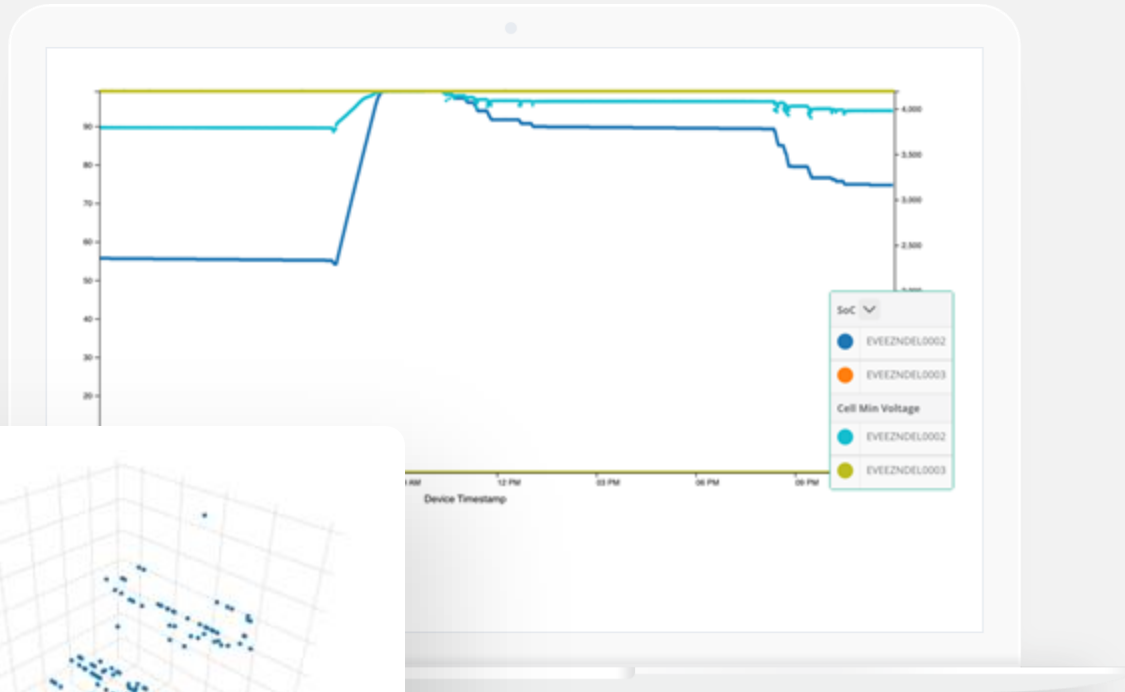 90
80
70
60
50
40
30
20
4,000
3,500
3,000
2,500
SoC
EVEEZNDEL0002
EVEEZNDEL0003
Cell Min Voltage
EVEEZNDEL0002
EVEEZNDEL0003
AM
12 PM
03 PM
06 PM
09 PM
Device Timestamp